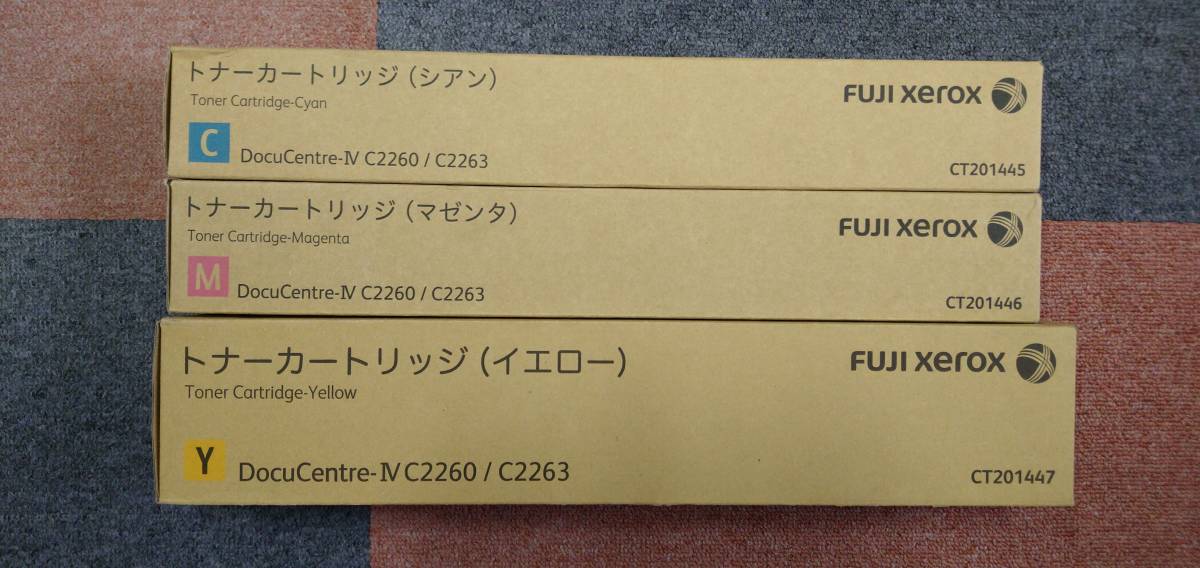 トナーカートリッジ (シアン)
Toner Cartridge-Cyan
FUJI xerox
C
DocuCentre-Ⅳ C2260 / C2263
CT201445
トナーカートリッジ (マゼンタ)
Toner Cartridge-Magenta
FUJI xerox
M
DocuCentre-Ⅳ C2260 / C2263
CT201446
トナーカートリッジ (イエロー)
Toner Cartridge-Yellow
FUJI xerox
Y
DocuCentre-Ⅳ C2260 / C2263
CT201447